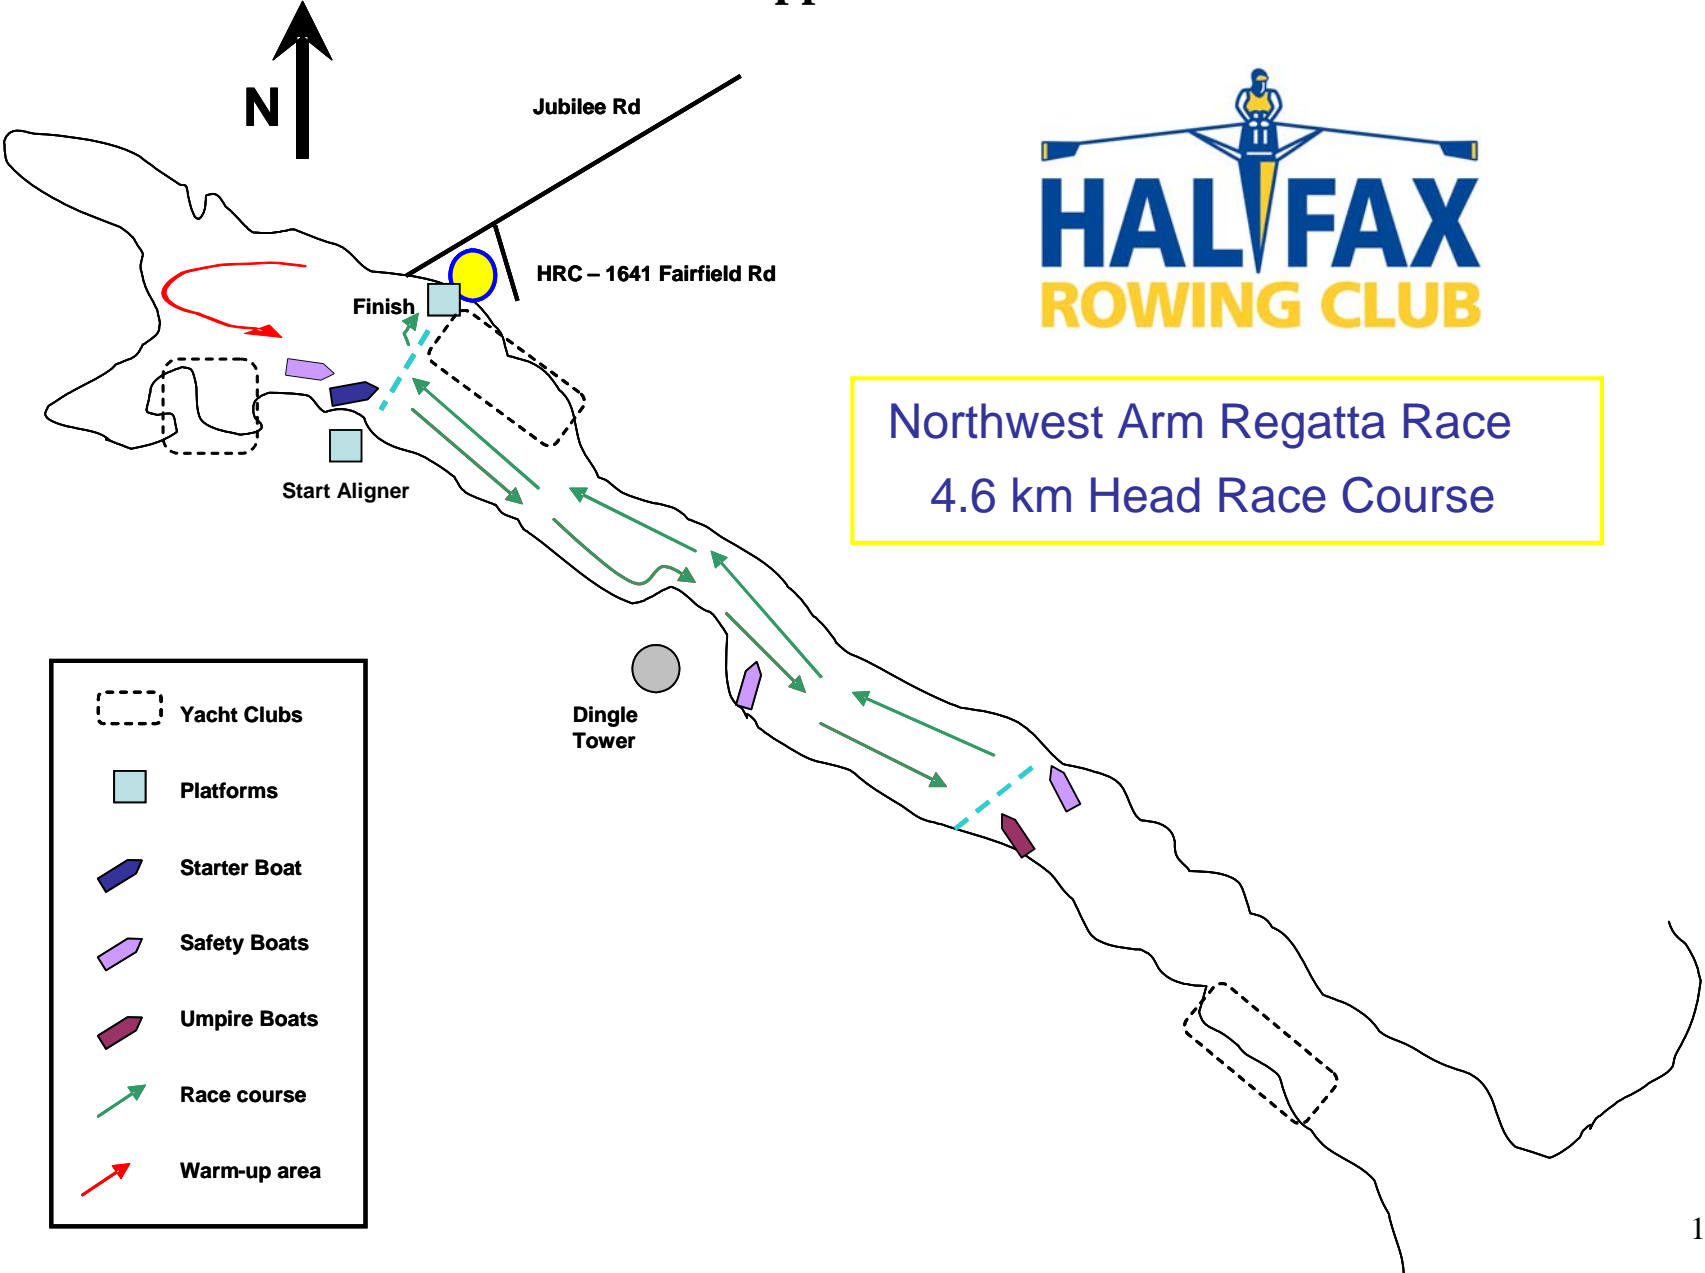 N
Jubilee Rd
HRC – 1641 Fairfield Rd
Finish
Start Aligner
HALIFAX
ROWING CLUB
Northwest Arm Regatta Race
4.6 km Head Race Course
Dingle
Tower
Yacht Clubs
Platforms
Starter Boat
Safety Boats
Umpire Boats
Race course
Warm-up area
1